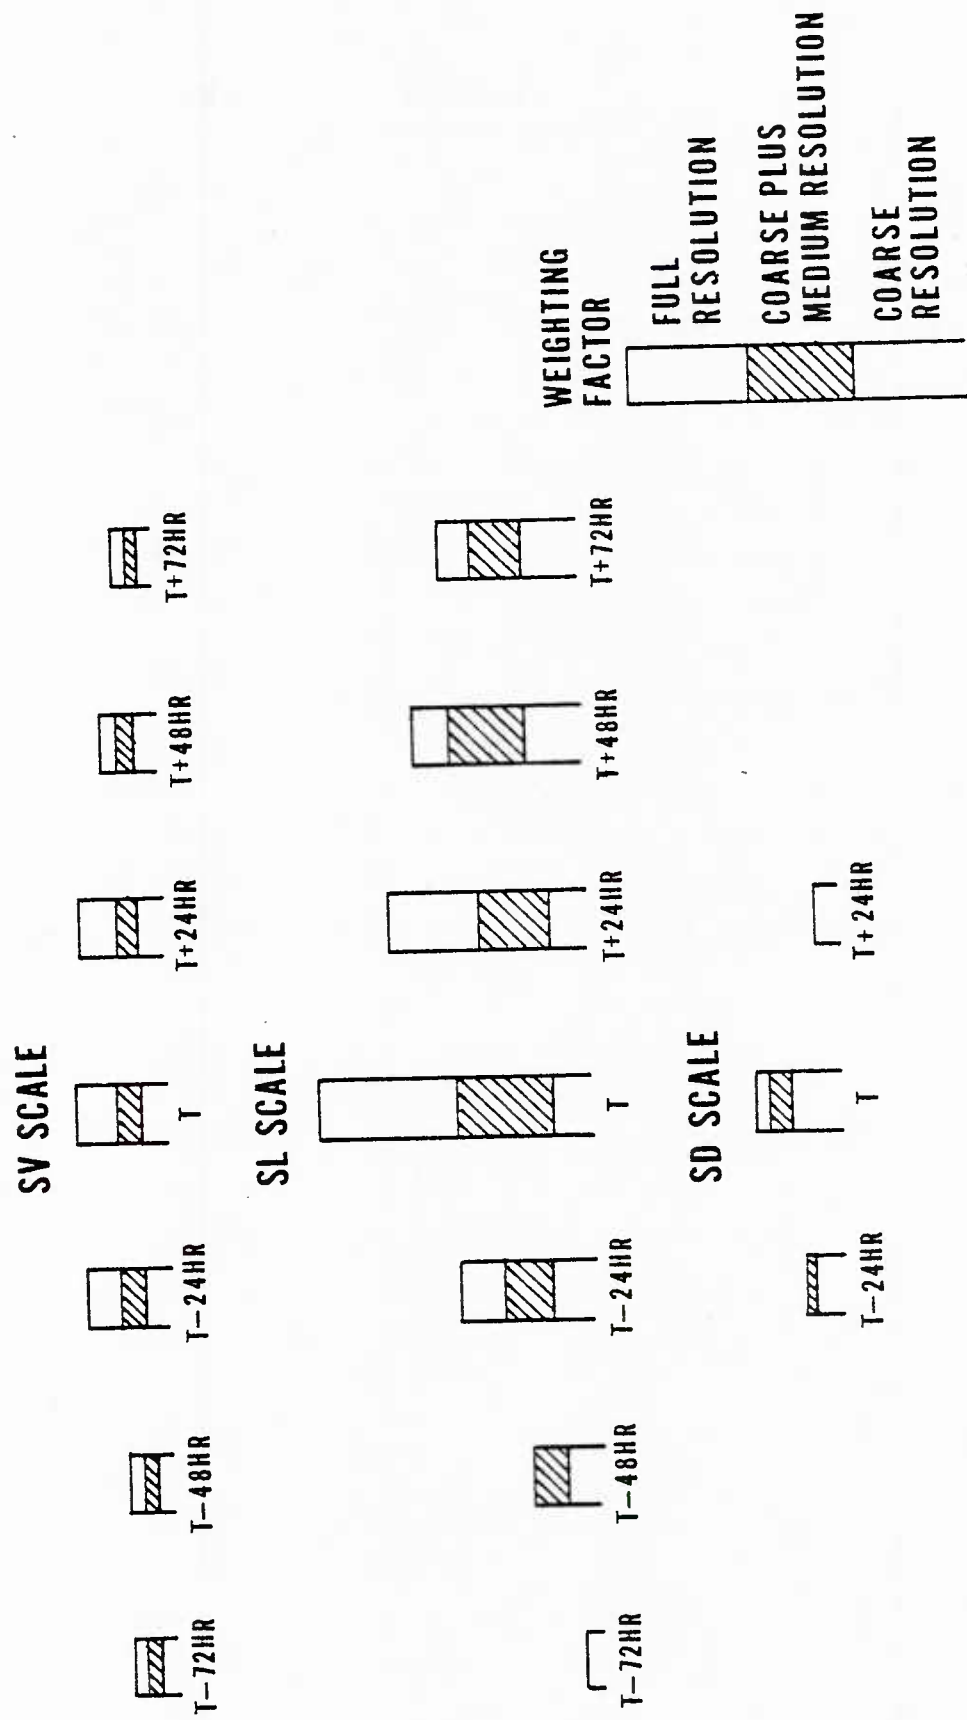 SV SCALE
T−72HR
T−48HR
T−24HR
T
T+24HR
T+48HR
T+72HR
SL SCALE
T−72HR
T−48HR
T−24HR
T
T+24HR
T+48HR
T+72HR
SD SCALE
T−24HR
T
T+24HR
WEIGHTING
FACTOR
FULL
RESOLUTION
COARSE PLUS
MEDIUM RESOLUTION
COARSE
RESOLUTION